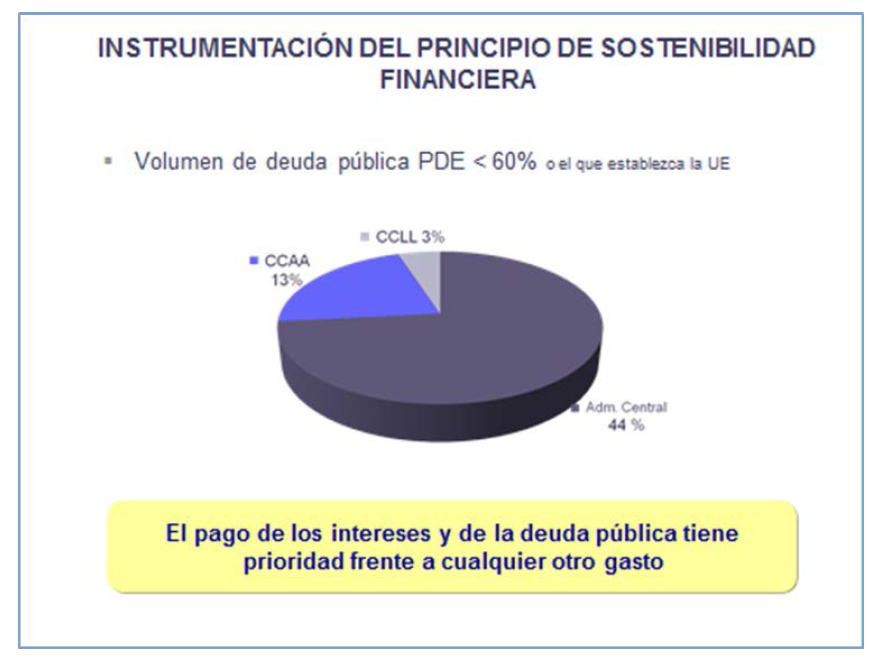 INSTRUMENTACIÓN DEL PRINCIPIO DE SOSTENIBILIDAD
FINANCIERA
▪ Volumen de deuda pública PDE < 60% o el que establezca la UE
CCLL 3%
CCAA
13%
Adm. Central
44 %
El pago de los intereses y de la deuda pública tiene
prioridad frente a cualquier otro gasto